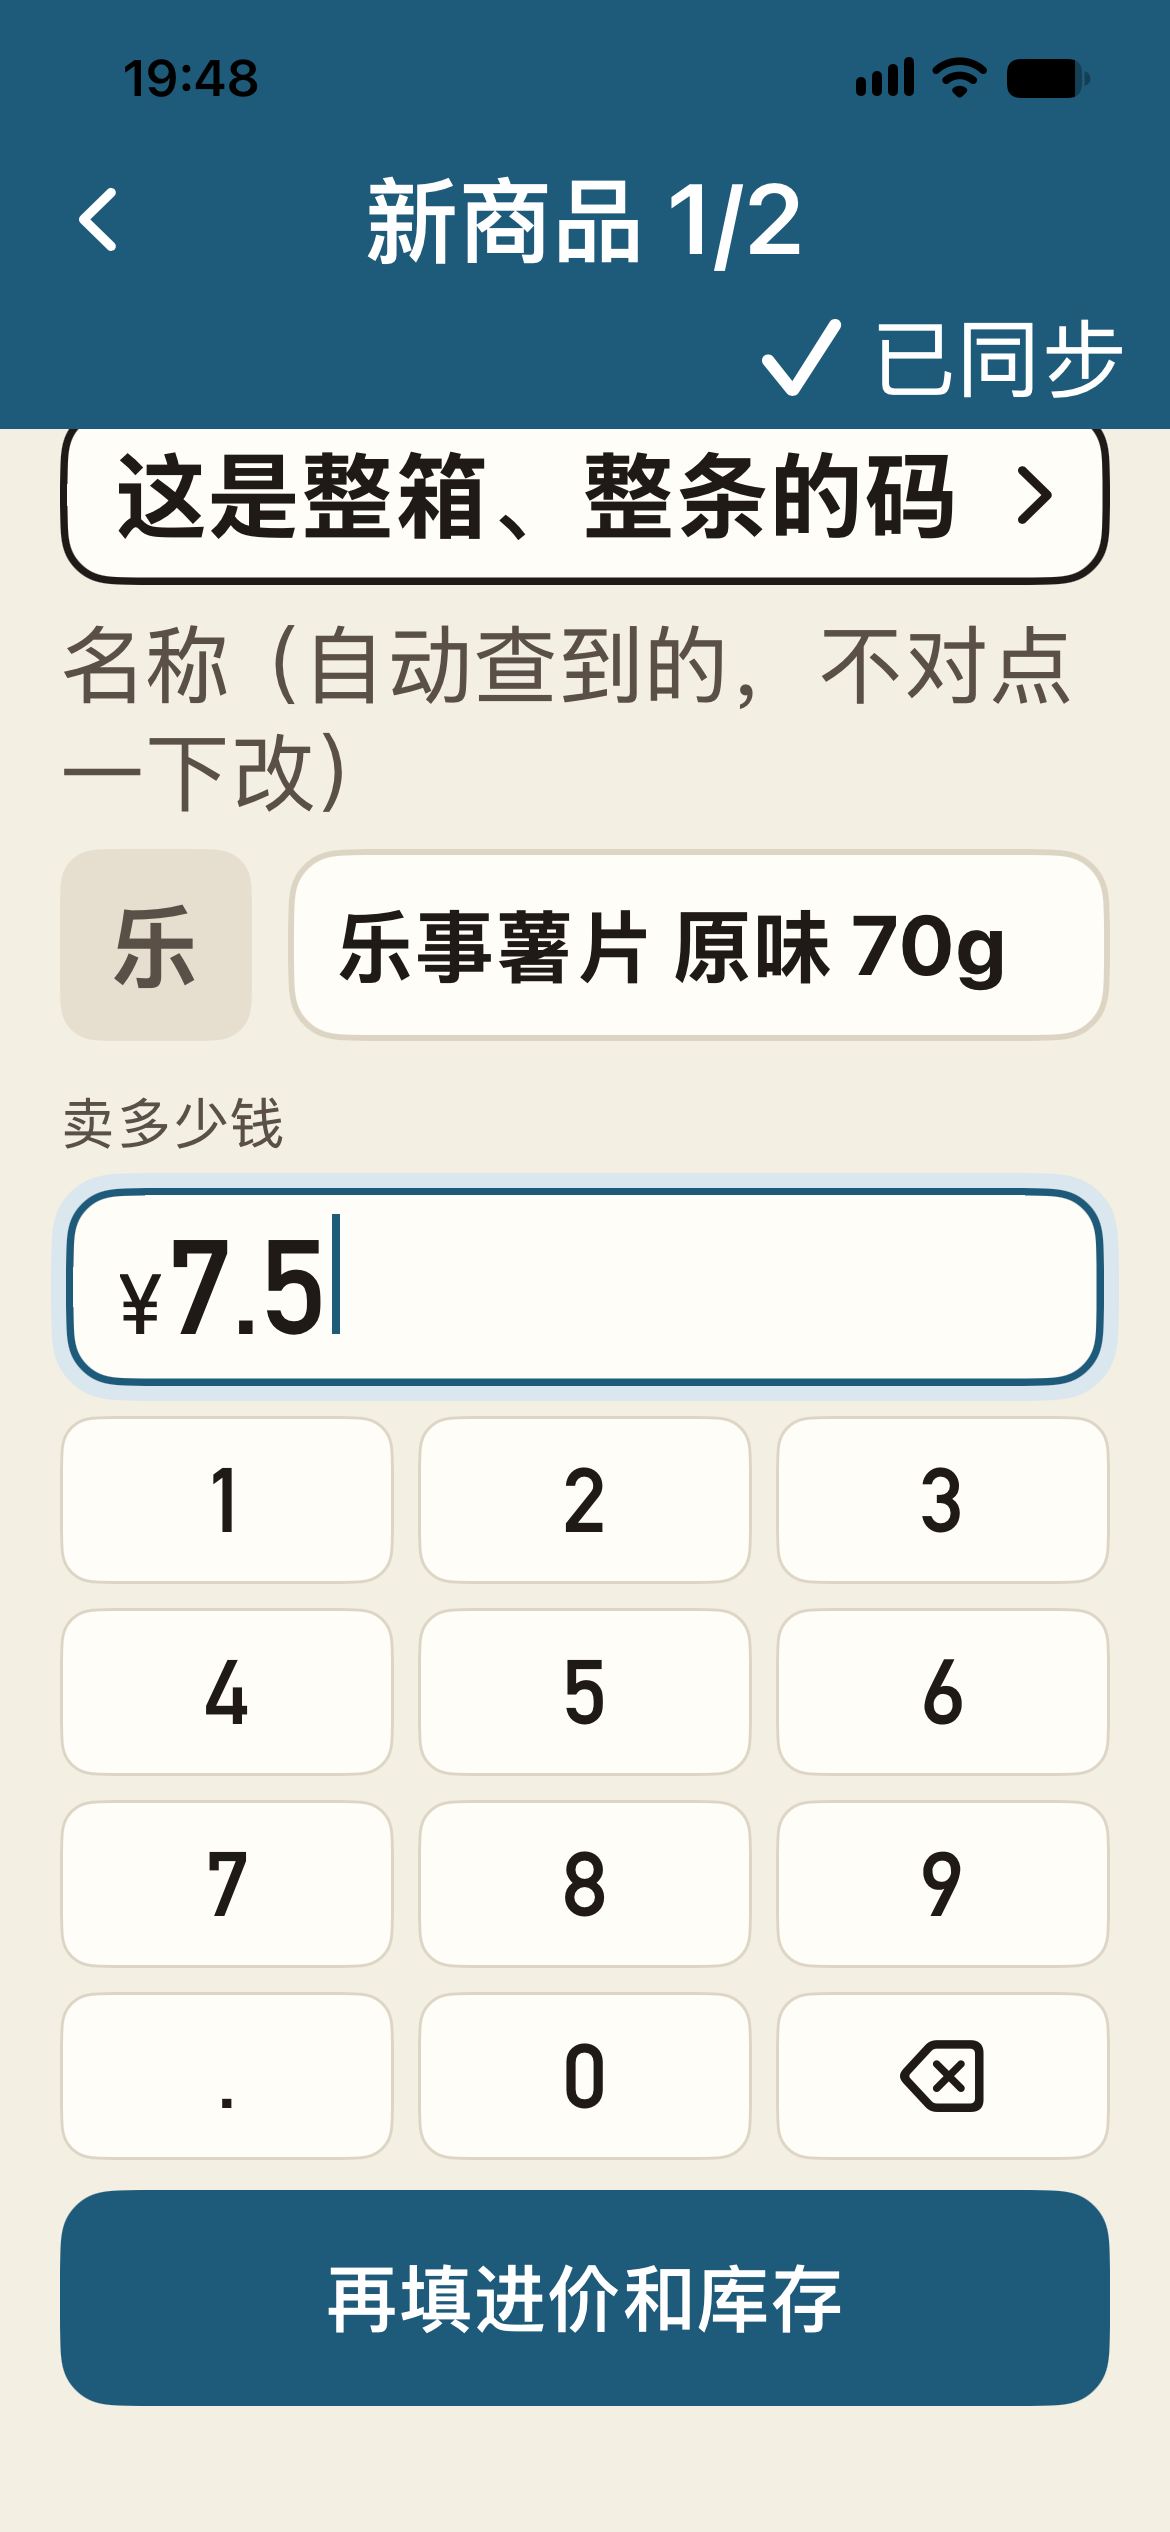 19:48
新商品 1/2
已同步
这是整箱、整条的码
名称（自动查到的，不对点
一下改）
乐
乐事薯片 原味 70g
卖多少钱
¥7.5
1 2 3
4 5 6
7 8 9
. 0
再填进价和库存